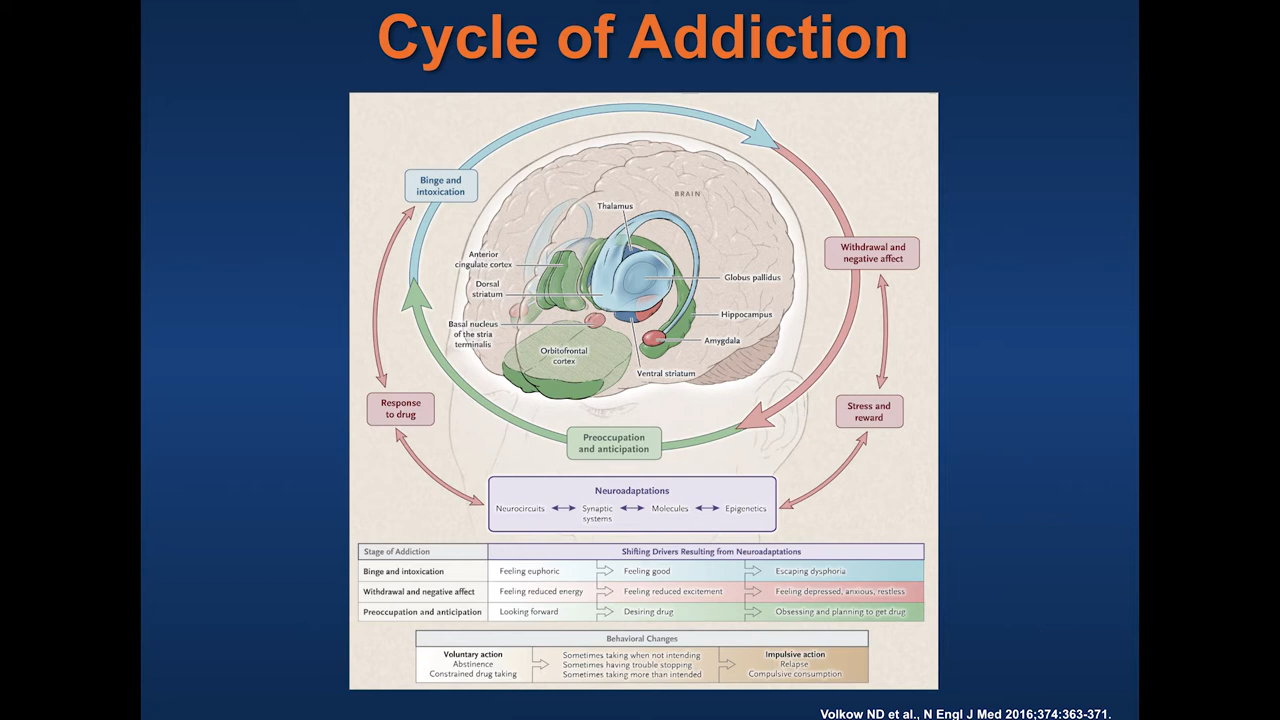 Cycle of Addiction
Binge and
intoxication
BRAIN
Thalamus
Anterior
cingulate cortex
Dorsal
striatum
Basal nucleus
of the stria
terminalis
Orbitofrontal
cortex
Globus pallidus
Hippocampus
Amygdala
Ventral striatum
Withdrawal and
negative affect
Response
to drug
Stress and
reward
Preoccupation
and anticipation
Neuroadaptations
Neurocircuits Synaptic Molecules Epigenetics
systems
Stage of Addiction Shifting Drivers Resulting from Neuroadaptations
Binge and intoxication Feeling euphoric Feeling good Escaping dysphoria
Withdrawal and negative affect Feeling reduced energy Feeling reduced excitement Feeling depressed, anxious, restless
Preoccupation and anticipation Looking forward Desiring drug Obsessing and planning to get drug
Behavioral Changes
Voluntary action Sometimes taking when not intending Impulsive action
Abstinence Sometimes having trouble stopping Relapse
Constrained drug taking Sometimes taking more than intended Compulsive consumption
Volkow ND et al., N Engl J Med 2016;374:363-371.